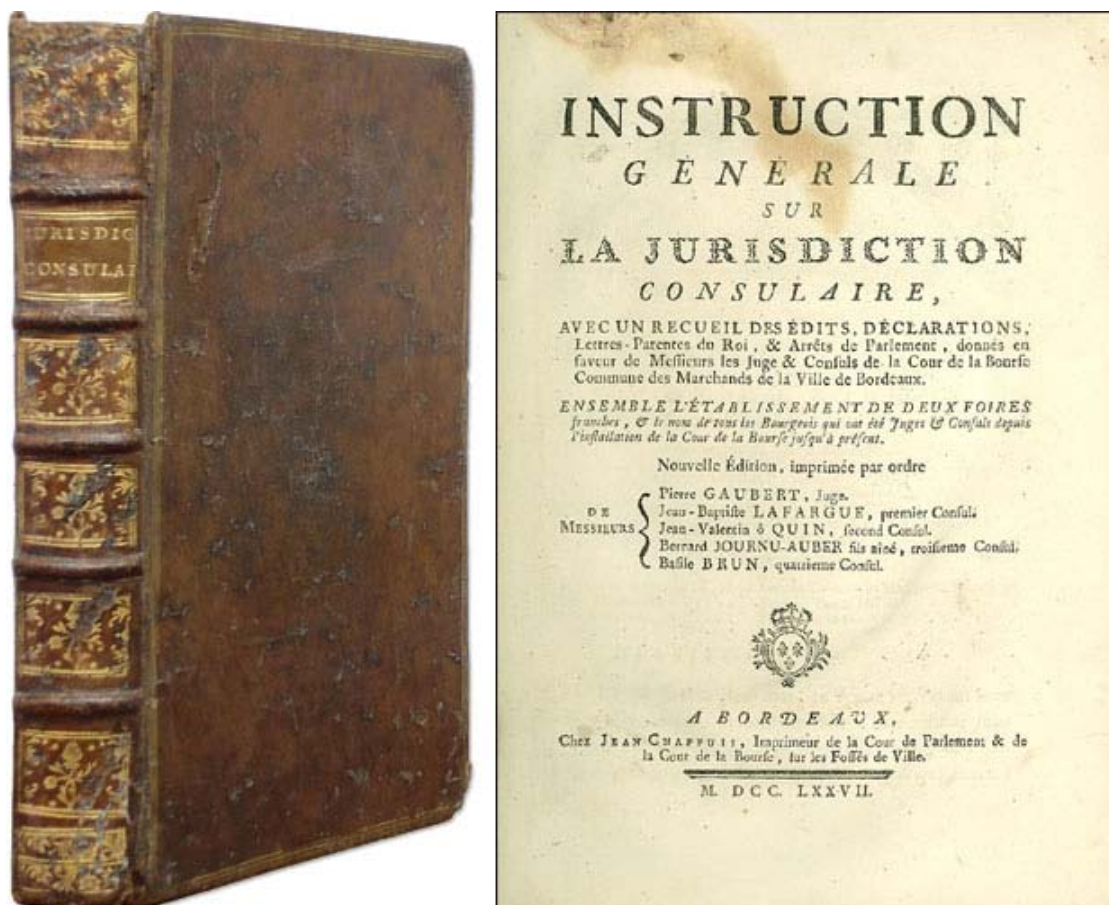 JURISDIC
CONSULAI
INSTRUCTION
GÉNÉRALE
SUR
LA JURISDICTION
CONSULAIRE,
AVEC UN RECUEIL DES ÉDITS, DÉCLARATIONS,
Lettres-Patentes du Roi, & Arrêts de Parlement, donnés en
faveur de Messieurs les Juge & Consuls de la Cour de la Bourse
Commune des Marchands de la Ville de Bordeaux.
ENSEMBLE L'ÉTABLISSEMENT DE DEUX FOIRES
franches, & le nom de tous les Bourgeois qui ont été Juges & Consuls depuis
l'installation de la Cour de la Bourse jusqu'à présent.
Nouvelle Édition, imprimée par ordre
DE
MESSIEURS
Pierre GAUBERT, Juge.
Jean-Baptiste LAFARGUE, premier Consul.
Jean-Valentin ô QUIN, second Consul.
Bernard JOURNU-AUBER fils ainé, troisieme Consul.
Basile BRUN, quatrieme Consul.
A BORDEAUX,
Chez JEAN CHAPPUIS, Imprimeur de la Cour de Parlement & de
la Cour de la Bourse, sur les Fossés de Ville.
M. DCC. LXXVII.